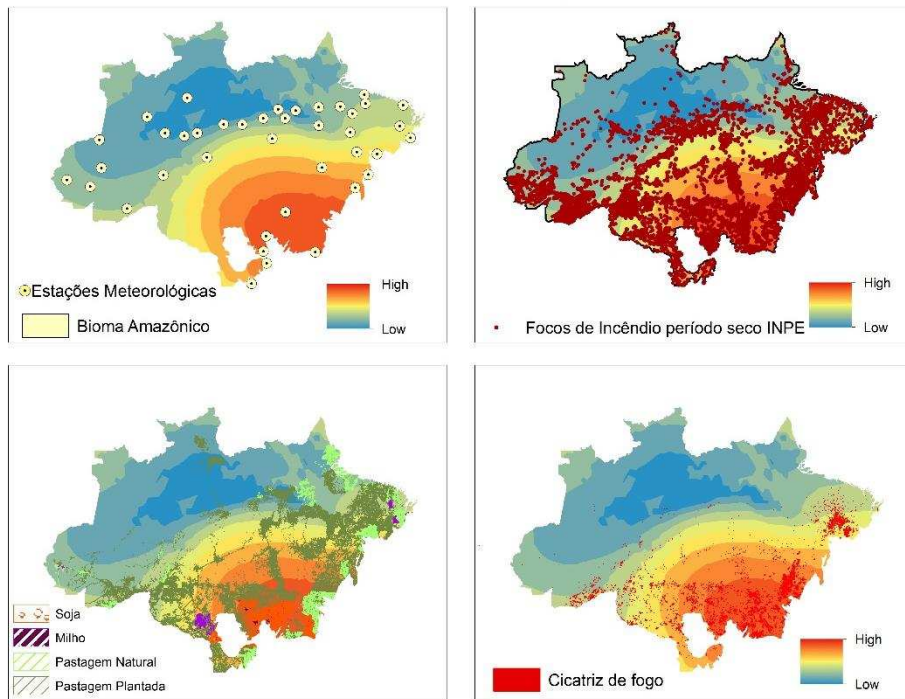 Estações Meteorológicas
Bioma Amazônico
High
Low
Focos de Incêndio período seco INPE
High
Low
Soja
Milho
Pastagem Natural
Pastagem Plantada
Cicatriz de fogo
High
Low